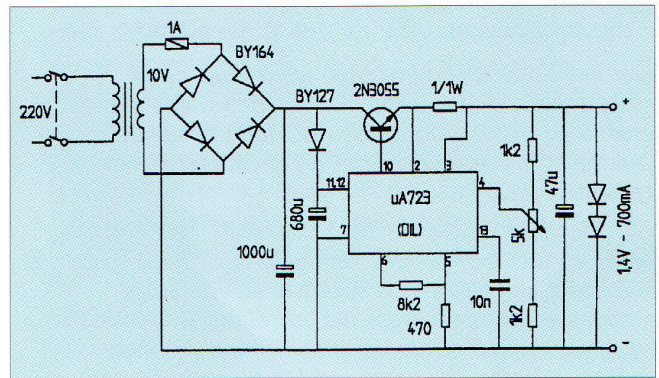 1A
BY164
10V
220V
BY127
2N3055
1/1W
+
10
2
3
11,12
4
uA723
(DIL)
7
13
6
5
680u
1000u
8k2
470
10n
1k2
5k
1k2
47u
1,4V - 700mA
-